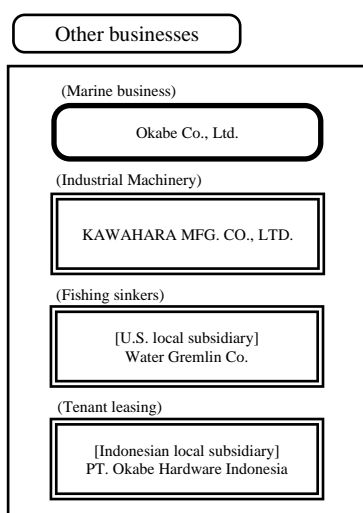 Other businesses
(Marine business)
Okabe Co., Ltd.
(Industrial Machinery)
KAWAHARA MFG. CO., LTD.
(Fishing sinkers)
[U.S. local subsidiary]
Water Gremlin Co.
(Tenant leasing)
[Indonesian local subsidiary]
PT. Okabe Hardware Indonesia